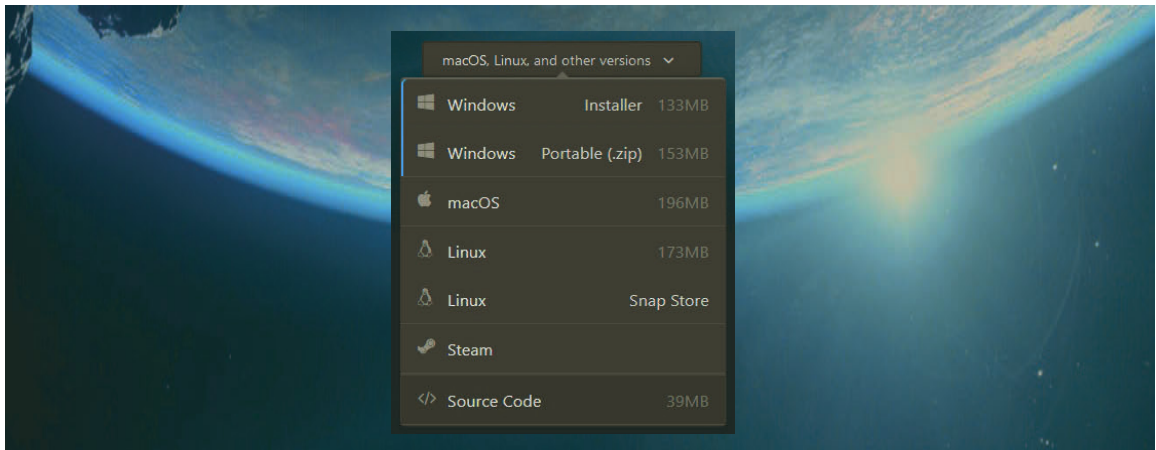 macOS, Linux, and other versions
Windows Installer 133MB
Windows Portable (.zip) 153MB
macOS 196MB
Linux 173MB
Linux Snap Store
Steam
</> Source Code 39MB